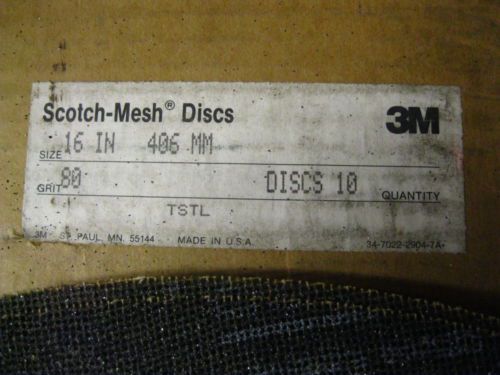 Scotch-Mesh® Discs 3M
SIZE 16 IN 406 MM
GRIT 80 DISCS 10 QUANTITY
TSTL
3M ST. PAUL, MN. 55144 MADE IN U.S.A. 34-7022-2904-7A